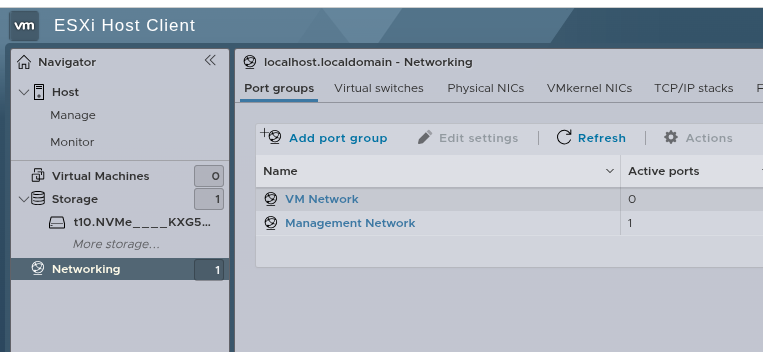 vm ESXi Host Client
Navigator
Host
Manage
Monitor
Virtual Machines 0
Storage 1
t10.NVMe____KXG5...
More storage...
Networking 1
localhost.localdomain - Networking
Port groups Virtual switches Physical NICs VMkernel NICs TCP/IP stacks F
Add port group Edit settings Refresh Actions
Name Active ports
VM Network 0
Management Network 1